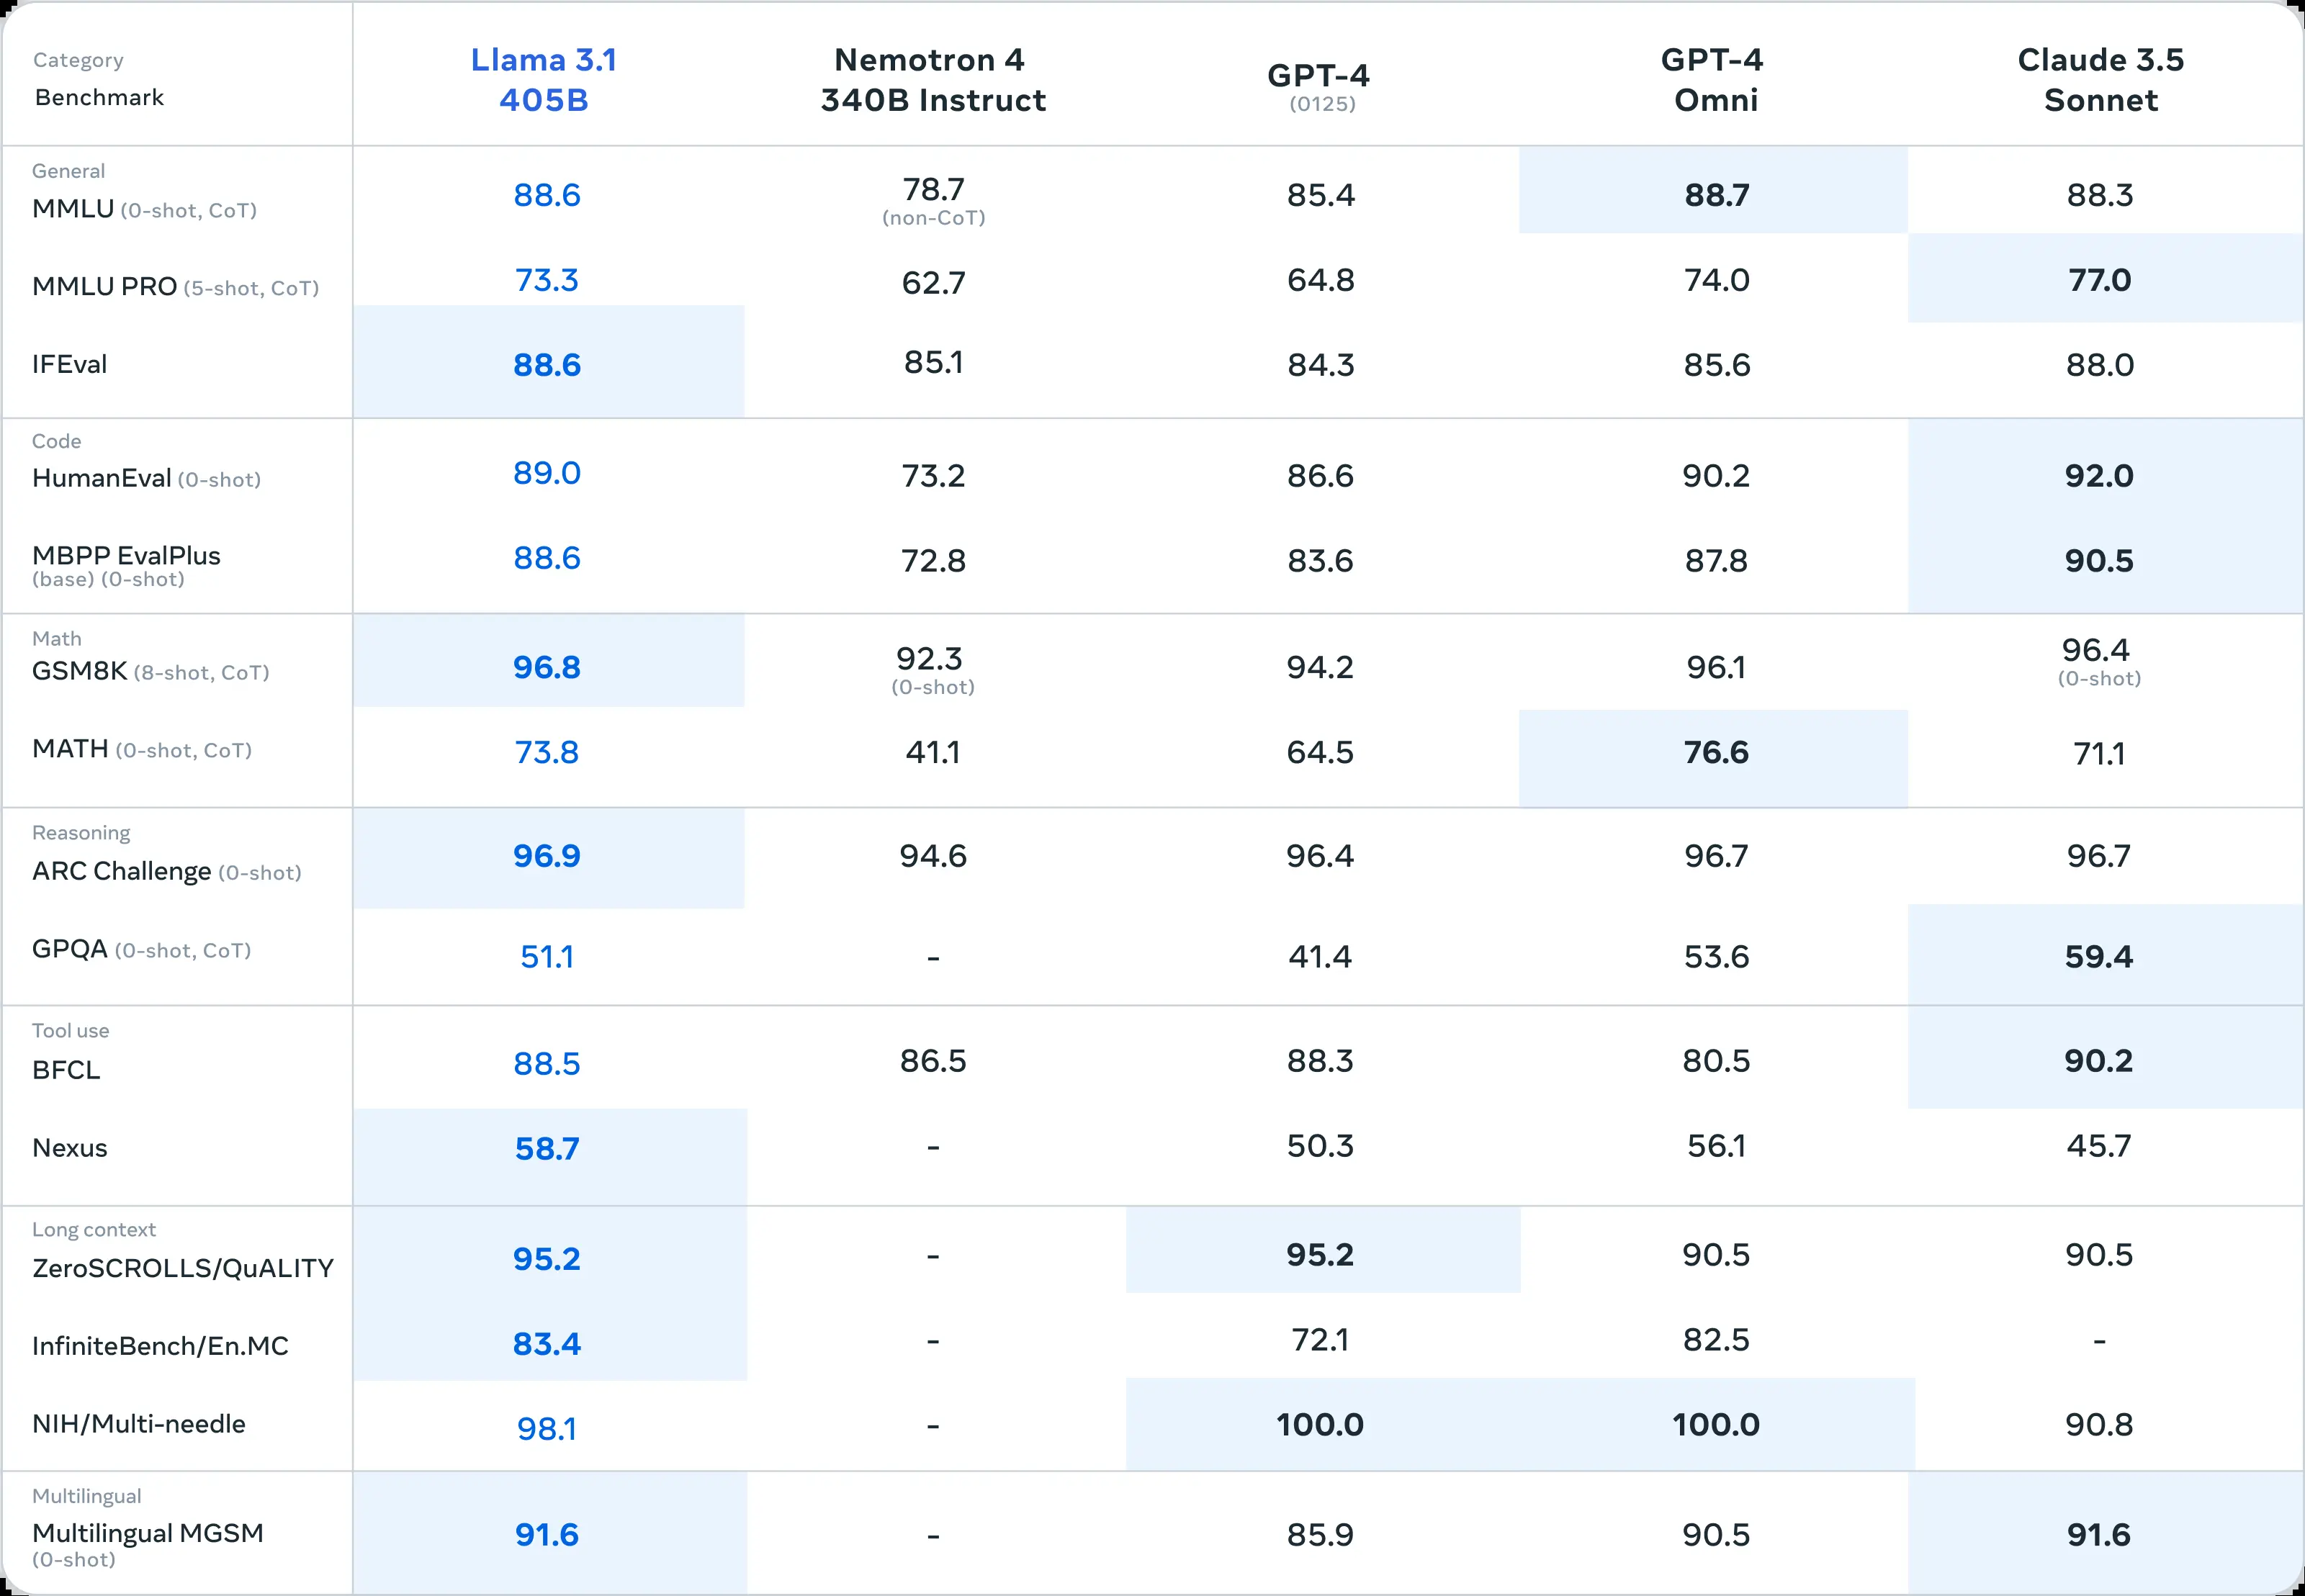 Category
Benchmark
Llama 3.1
405B
Nemotron 4
340B Instruct
GPT-4
(0125)
GPT-4
Omni
Claude 3.5
Sonnet
General
MMLU (0-shot, CoT)
88.6
78.7
(non-CoT)
85.4
88.7
88.3
MMLU PRO (5-shot, CoT)
73.3
62.7
64.8
74.0
77.0
IFEval
88.6
85.1
84.3
85.6
88.0
Code
HumanEval (0-shot)
89.0
73.2
86.6
90.2
92.0
MBPP EvalPlus
(base) (0-shot)
88.6
72.8
83.6
87.8
90.5
Math
GSM8K (8-shot, CoT)
96.8
92.3
(0-shot)
94.2
96.1
96.4
(0-shot)
MATH (0-shot, CoT)
73.8
41.1
64.5
76.6
71.1
Reasoning
ARC Challenge (0-shot)
96.9
94.6
96.4
96.7
96.7
GPQA (0-shot, CoT)
51.1
-
41.4
53.6
59.4
Tool use
BFCL
88.5
86.5
88.3
80.5
90.2
Nexus
58.7
-
50.3
56.1
45.7
Long context
ZeroSCROLLS/QuALITY
95.2
-
95.2
90.5
90.5
InfiniteBench/En.MC
83.4
-
72.1
82.5
-
NIH/Multi-needle
98.1
-
100.0
100.0
90.8
Multilingual
Multilingual MGSM
(0-shot)
91.6
-
85.9
90.5
91.6